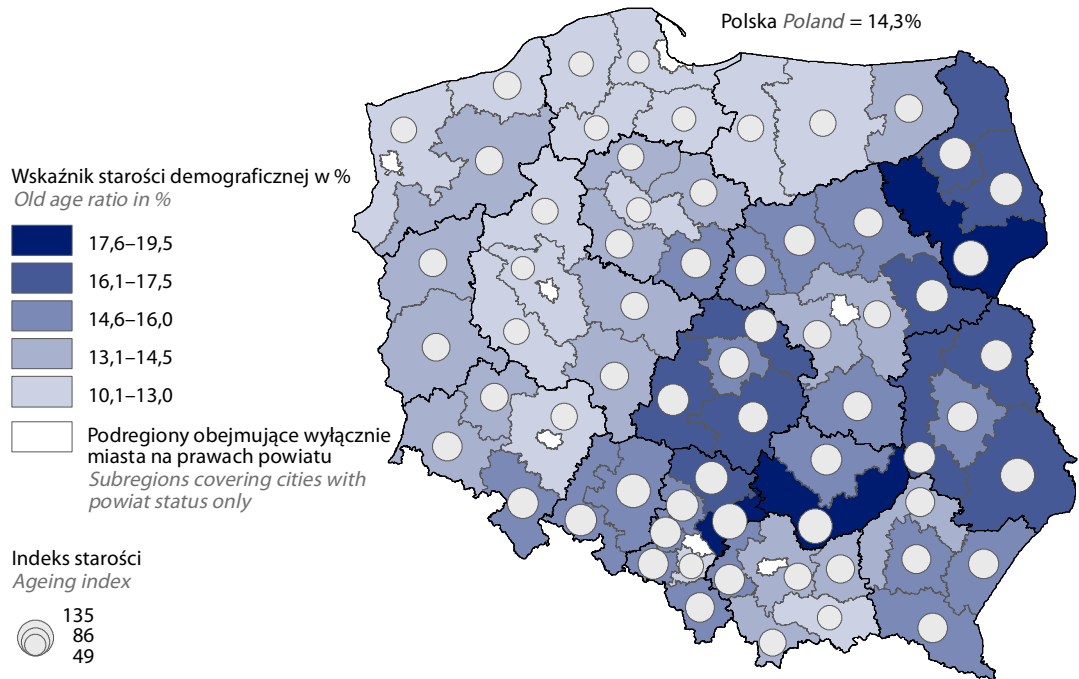 Polska Poland = 14,3%
Wskaźnik starości demograficznej w %
Old age ratio in %
17,6–19,5
16,1–17,5
14,6–16,0
13,1–14,5
10,1–13,0
Podregiony obejmujące wyłącznie
miasta na prawach powiatu
Subregions covering cities with
powiat status only
Indeks starości
Ageing index
135
86
49